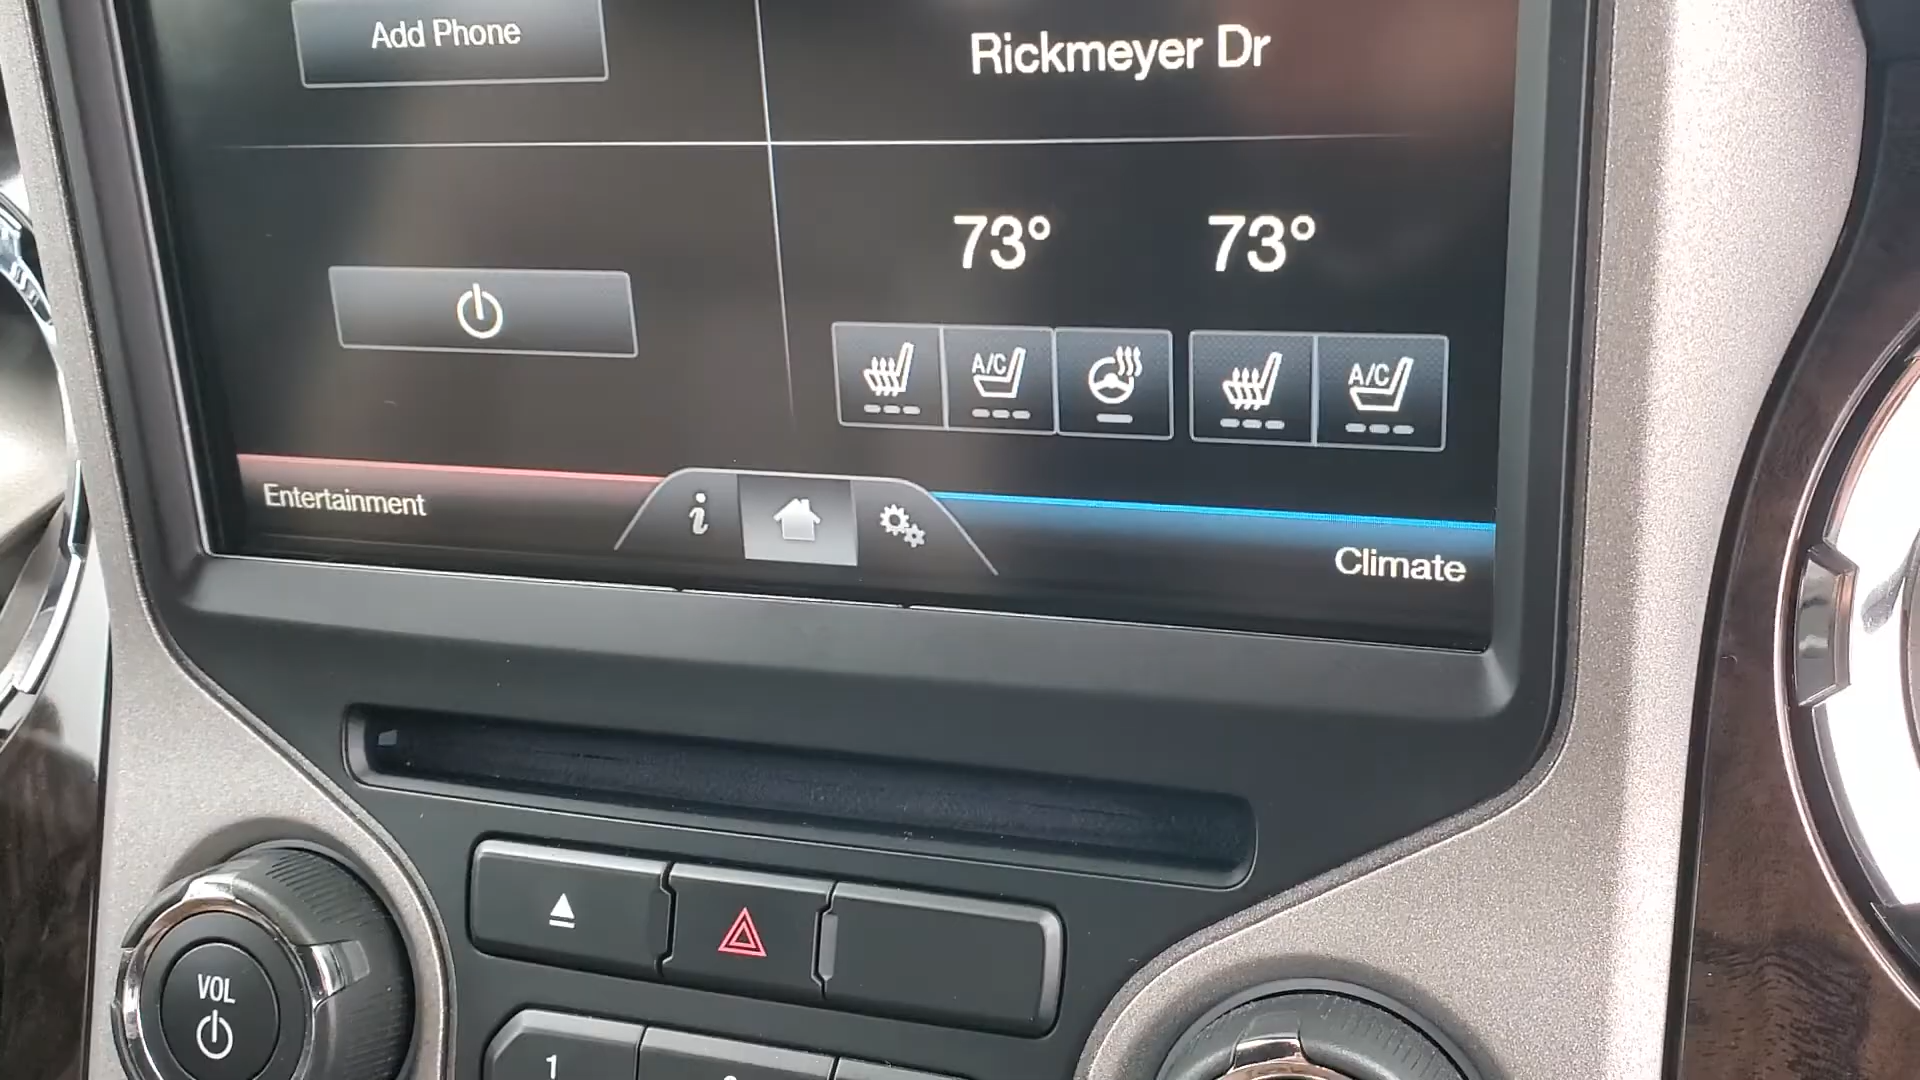 Add Phone
Rickmeyer Dr
73° 73°
A/C A/C
Entertainment
i
Climate
VOL
1